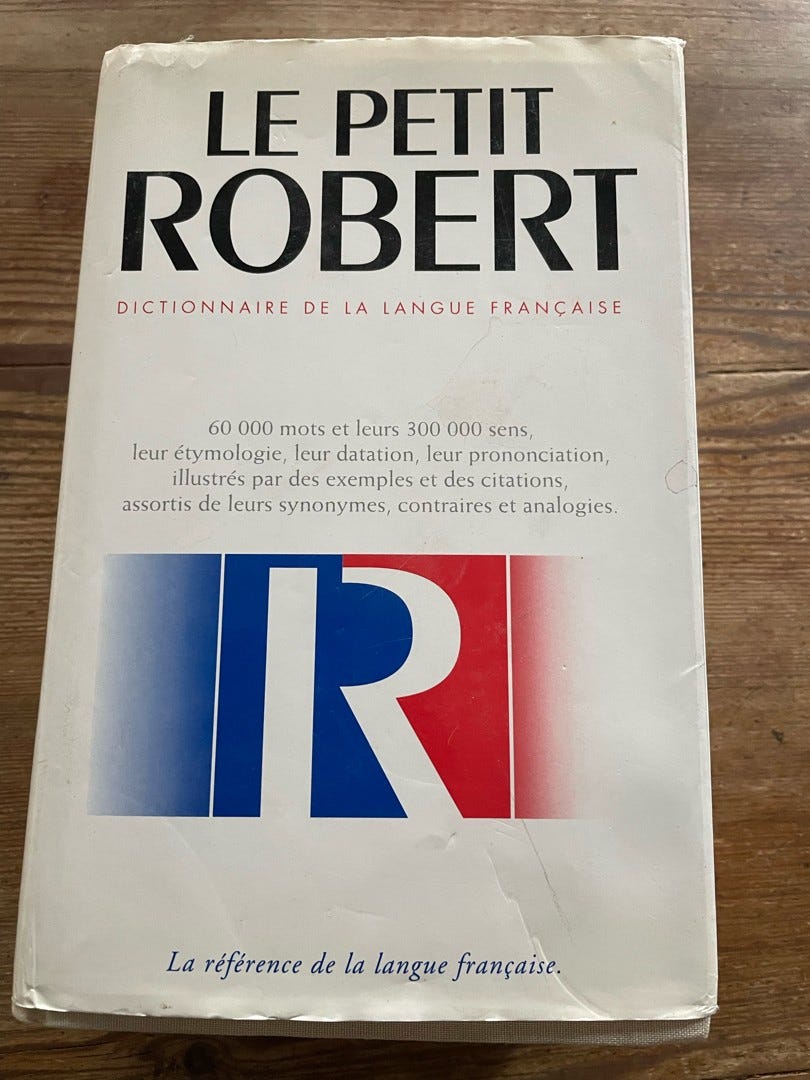 LE PETIT
ROBERT
DICTIONNAIRE DE LA LANGUE FRANÇAISE
60 000 mots et leurs 300 000 sens,
leur étymologie, leur datation, leur prononciation,
illustrés par des exemples et des citations,
assortis de leurs synonymes, contraires et analogies.
R
La référence de la langue française.